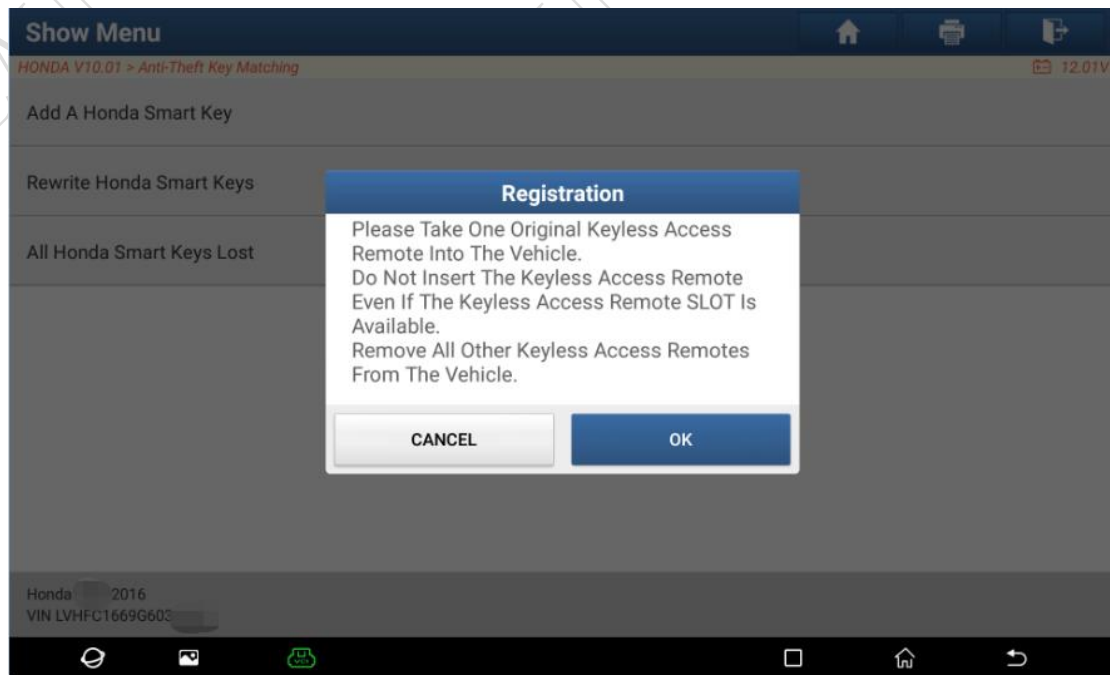 Show Menu
HONDA V10.01 > Anti-Theft Key Matching
12.01V
Add A Honda Smart Key
Rewrite Honda Smart Keys
All Honda Smart Keys Lost
Registration
Please Take One Original Keyless Access
Remote Into The Vehicle.
Do Not Insert The Keyless Access Remote
Even If The Keyless Access Remote SLOT Is
Available.
Remove All Other Keyless Access Remotes
From The Vehicle.
CANCEL
OK
Honda 2016
VIN LVHFC1669G603
VCI